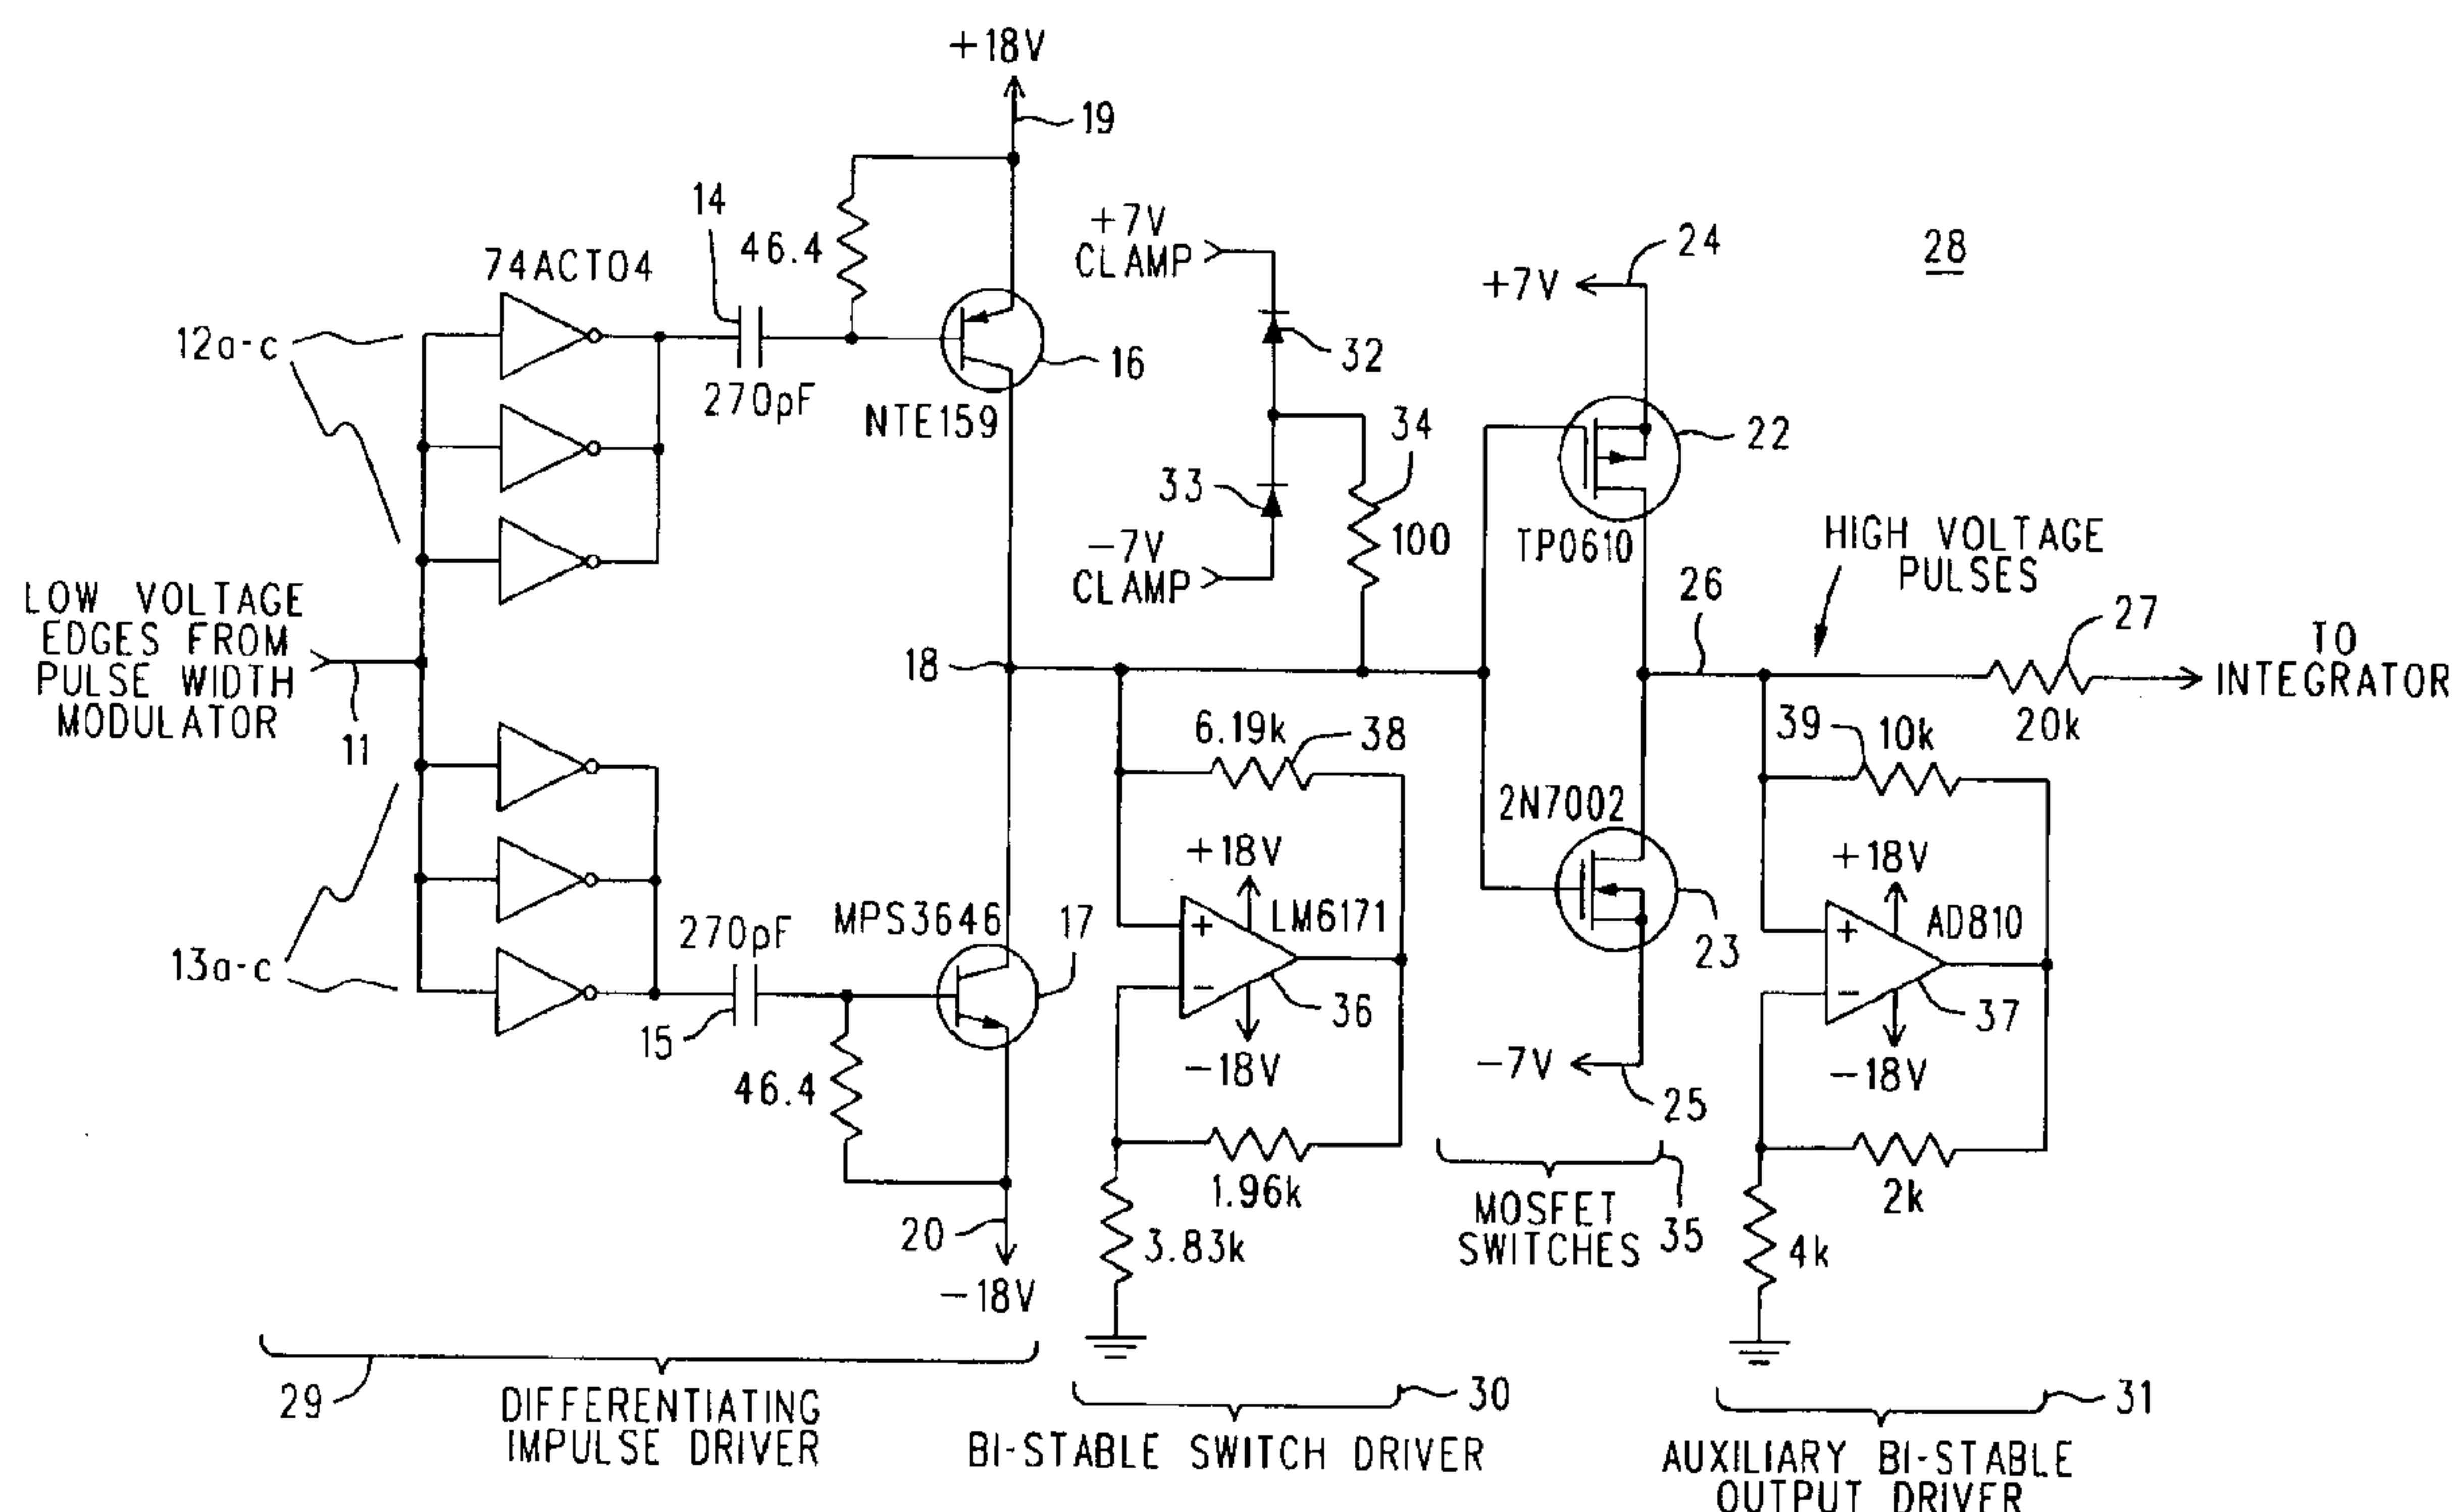 +18V
19
14
46.4
+7V
CLAMP
24
28
74ACT04
+7V
12a-c
32
16
270pF
NTE159
34
22
33
100
TP0610
HIGH VOLTAGE
PULSES
-7V
CLAMP
LOW VOLTAGE
EDGES FROM
PULSE WIDTH
MODULATOR
11
18
26
27
TO
INTEGRATOR
20k
6.19k
38
39
10k
2N7002
+18V
+18V
MPS3646
17
LM6171
AD810
270pF
13a-c
+
-
+
-
23
36
37
15
-18V
-7V
-18V
46.4
25
1.96k
2k
MOSFET
SWITCHES
35
20
3.83k
4k
-18V
29
DIFFERENTIATING
IMPULSE DRIVER
30
BI-STABLE SWITCH DRIVER
31
AUXILIARY BI-STABLE
OUTPUT DRIVER